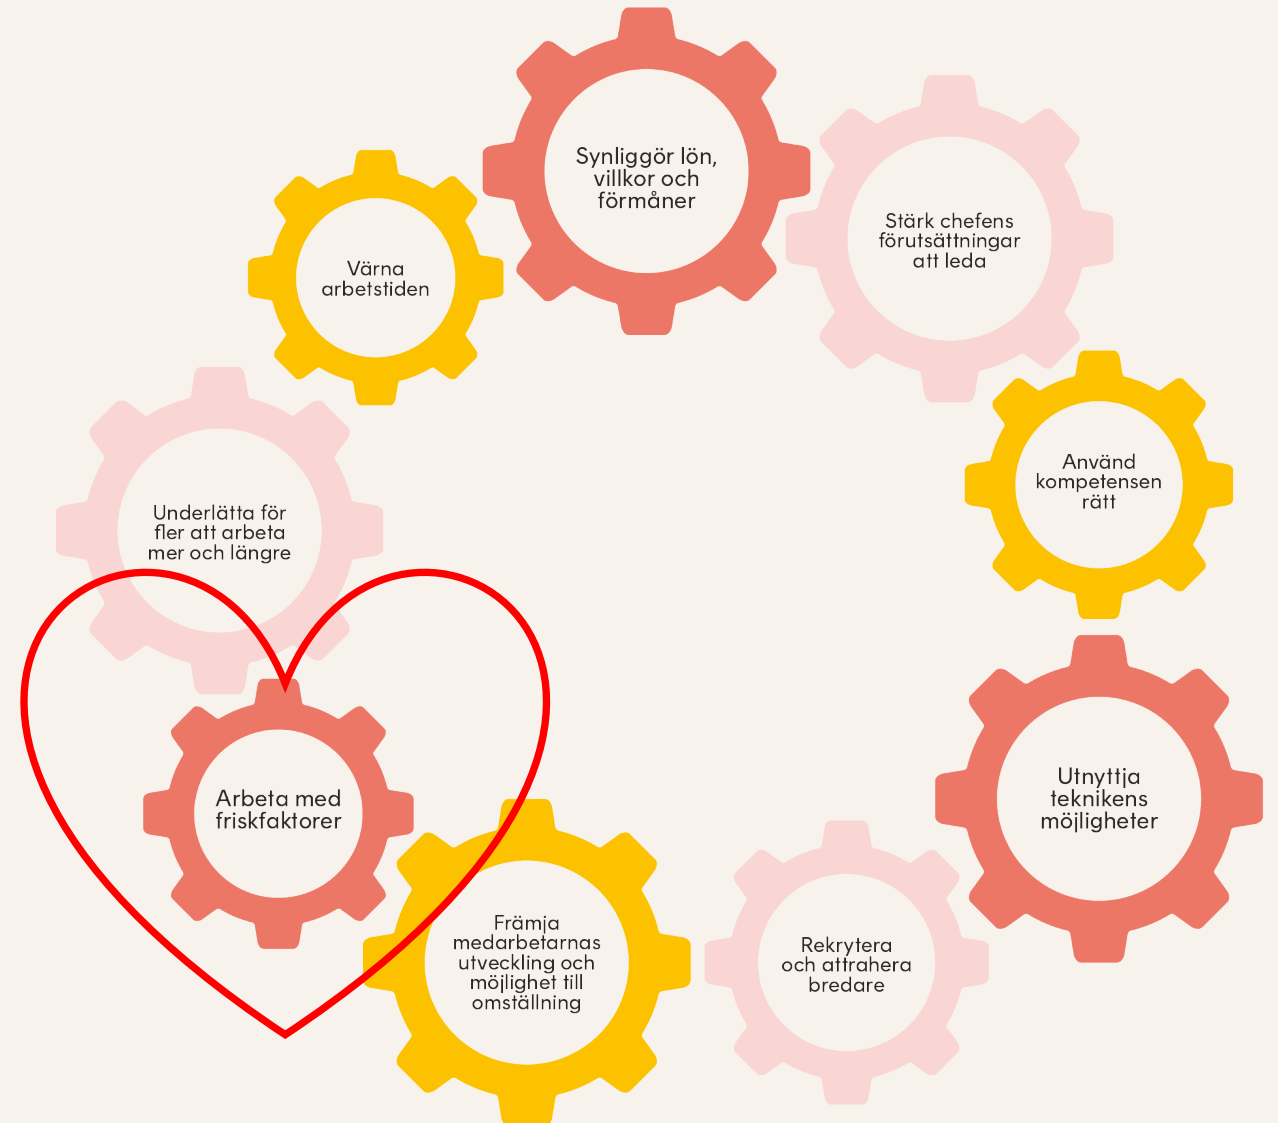 Synliggör lön,
villkor och
förmåner
Stärk chefens
förutsättningar
att leda
Värna
arbetstiden
Använd
kompetensen
rätt
Underlätta för
fler att arbeta
mer och längre
Utnyttja
teknikens
möjligheter
Arbeta med
friskfaktorer
Främja
medarbetarnas
utveckling och
möjlighet till
omställning
Rekrytera
och attrahera
bredare